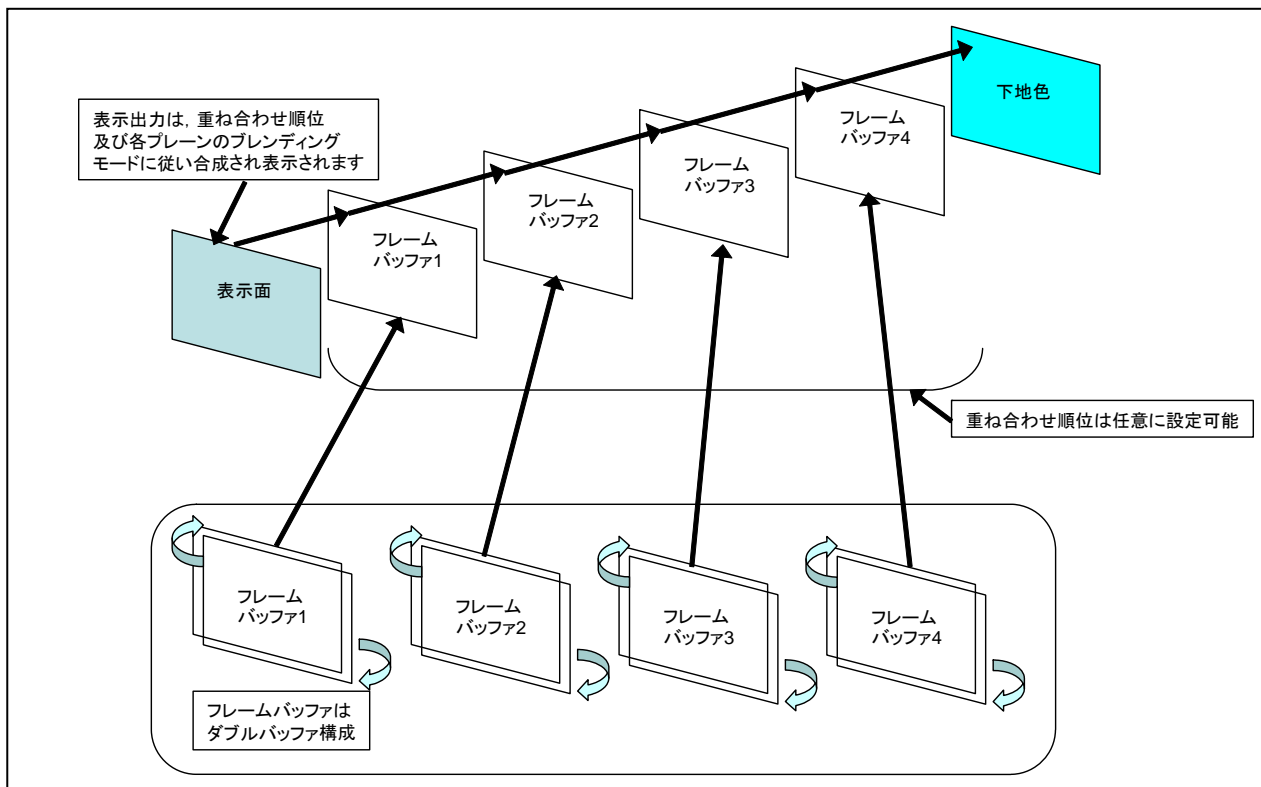 下地色
フレーム
バッファ4
表示出力は，重ね合わせ順位
及び各プレーンのブレンディング
モードに従い合成され表示されます
フレーム
バッファ3
フレーム
バッファ2
フレーム
バッファ1
表示面
重ね合わせ順位は任意に設定可能
フレーム
バッファ1
フレーム
バッファ2
フレーム
バッファ3
フレーム
バッファ4
フレームバッファは
ダブルバッファ構成